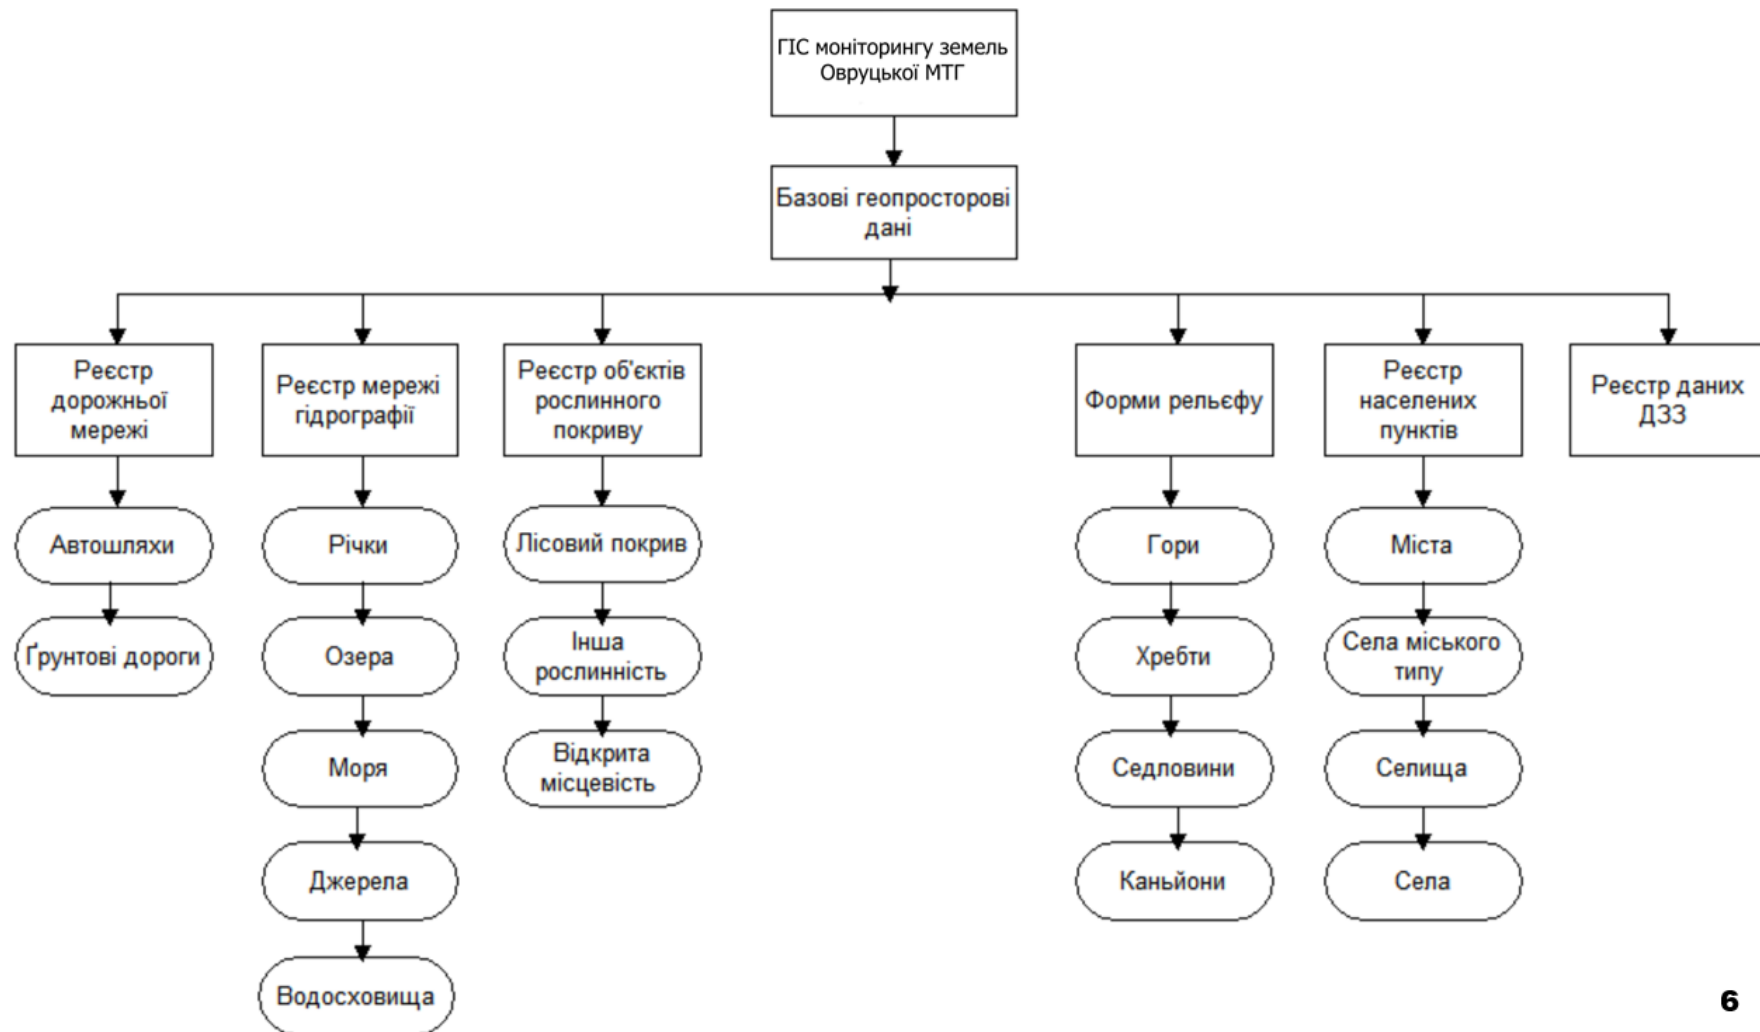 ГІС моніторингу земель
Овруцької МТГ
Базові геопросторові
дані
Реєстр
дорожньої
мережі
Реєстр мережі
гідрографії
Реєстр об'єктів
рослинного
покриву
Форми рельєфу
Реєстр
населених
пунктів
Реєстр даних
ДЗЗ
Автошляхи
Річки
Лісовий покрив
Гори
Міста
Ґрунтові дороги
Озера
Інша
рослинність
Хребти
Села міського
типу
Моря
Відкрита
місцевість
Седловини
Селища
Джерела
Каньйони
Села
Водосховища
6